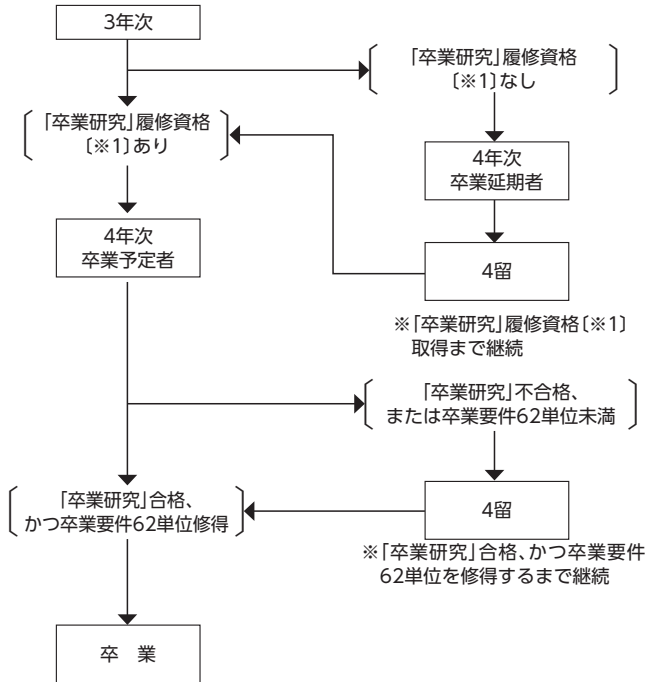 3年次
「卒業研究」履修資格
〔※1〕なし
「卒業研究」履修資格
〔※1〕あり
4年次
卒業延期者
4年次
卒業予定者
4留
※「卒業研究」履修資格〔※1〕
取得まで継続
「卒業研究」不合格、
または卒業要件62単位未満
「卒業研究」合格、
かつ卒業要件62単位修得
4留
※「卒業研究」合格、かつ卒業要件
62単位を修得するまで継続
卒　業